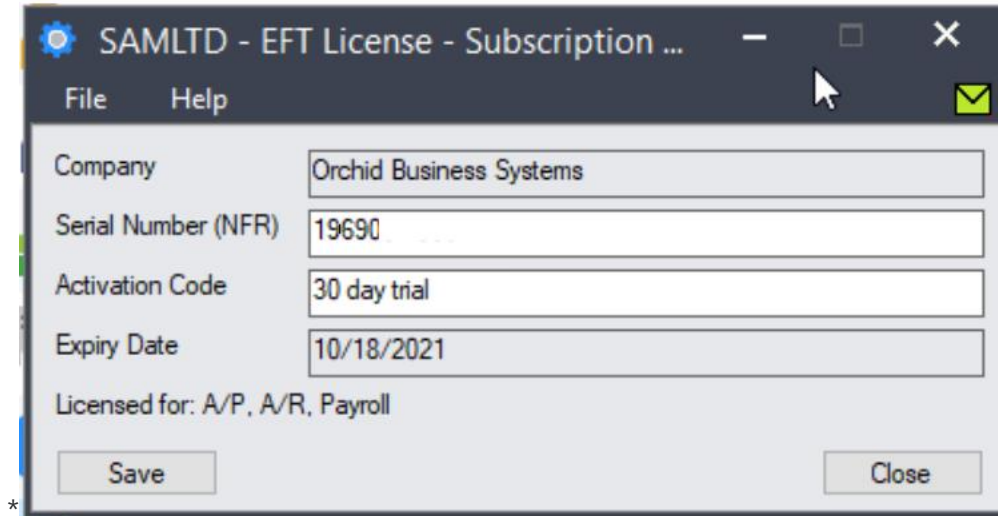 SAMLTD - EFT License - Subscription ...
File Help
Company Orchid Business Systems
Serial Number (NFR) 19690
Activation Code 30 day trial
Expiry Date 10/18/2021
Licensed for: A/P, A/R, Payroll
Save Close
*